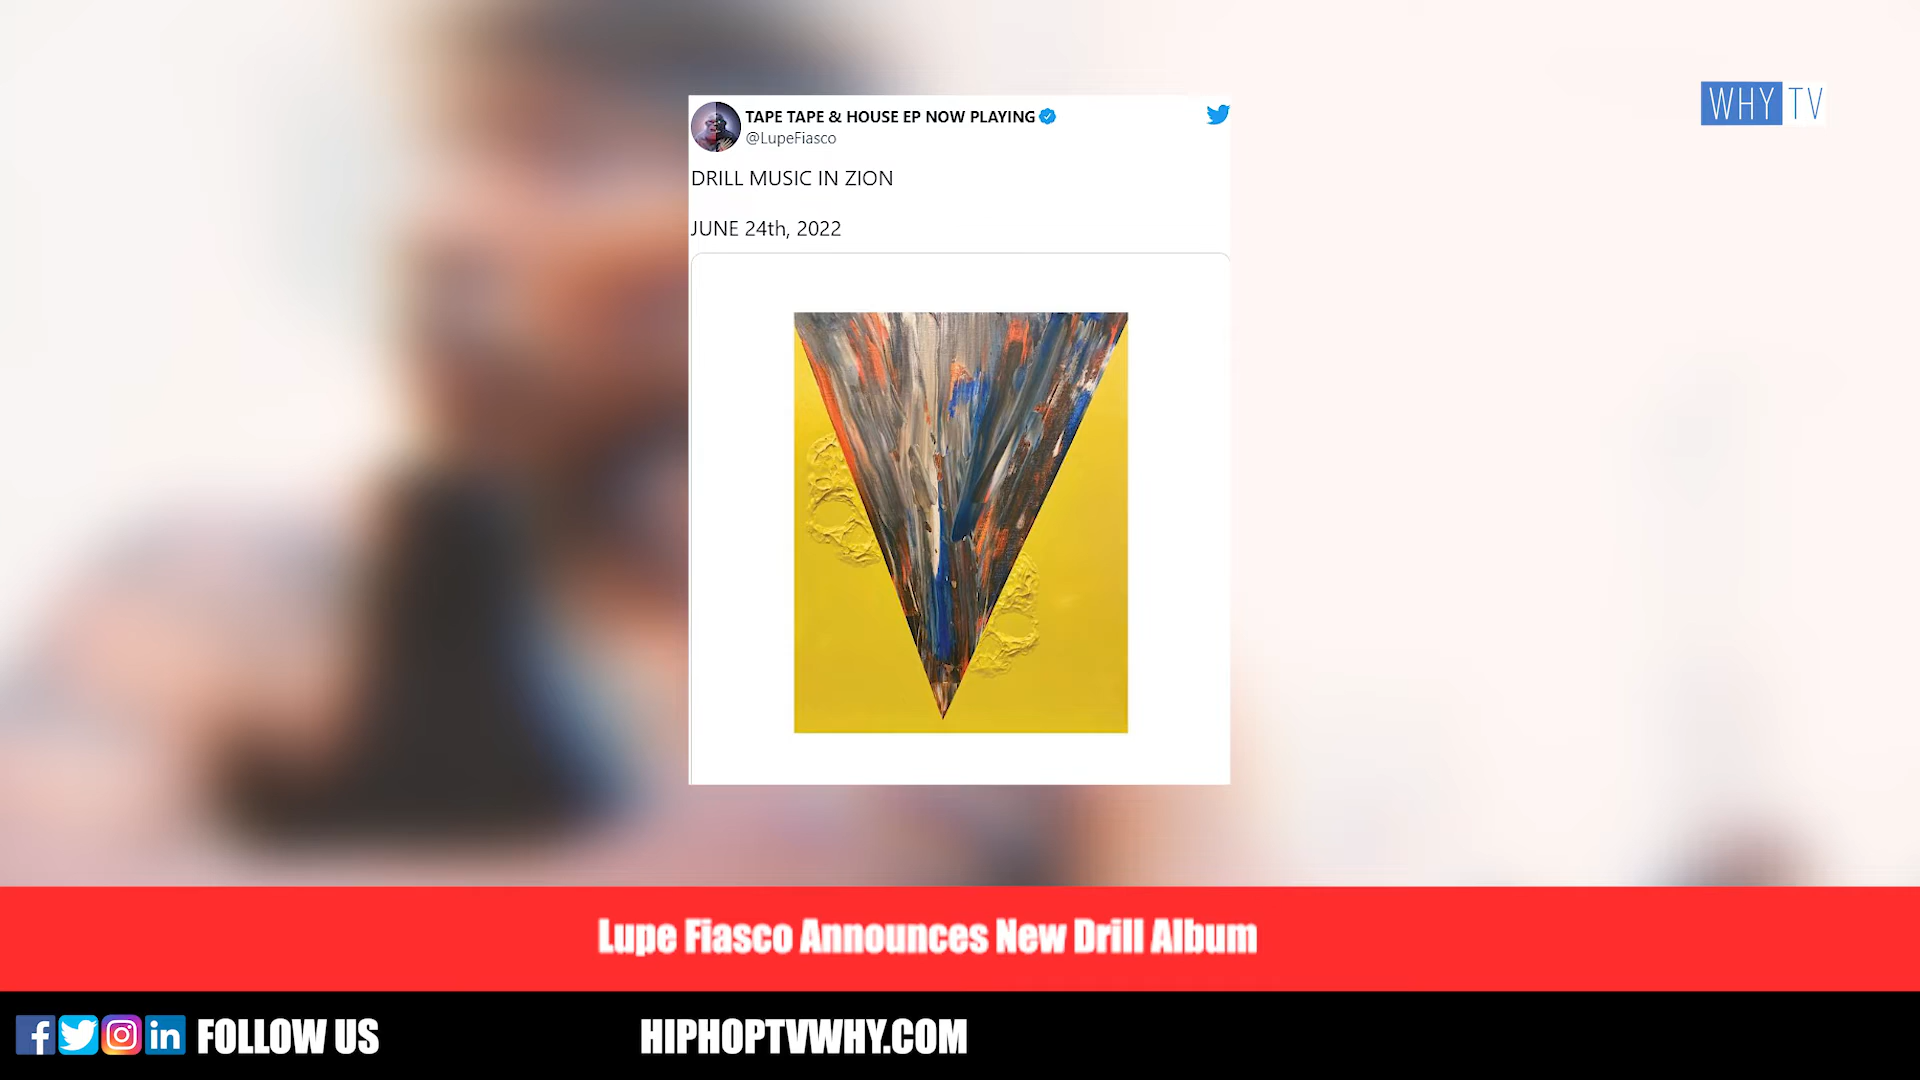 WHY TV
TAPE TAPE & HOUSE EP NOW PLAYING
@LupeFiasco
DRILL MUSIC IN ZION
JUNE 24th, 2022
Lupe Fiasco Announces New Drill Album
FOLLOW US
HIPHOPTVWHY.COM